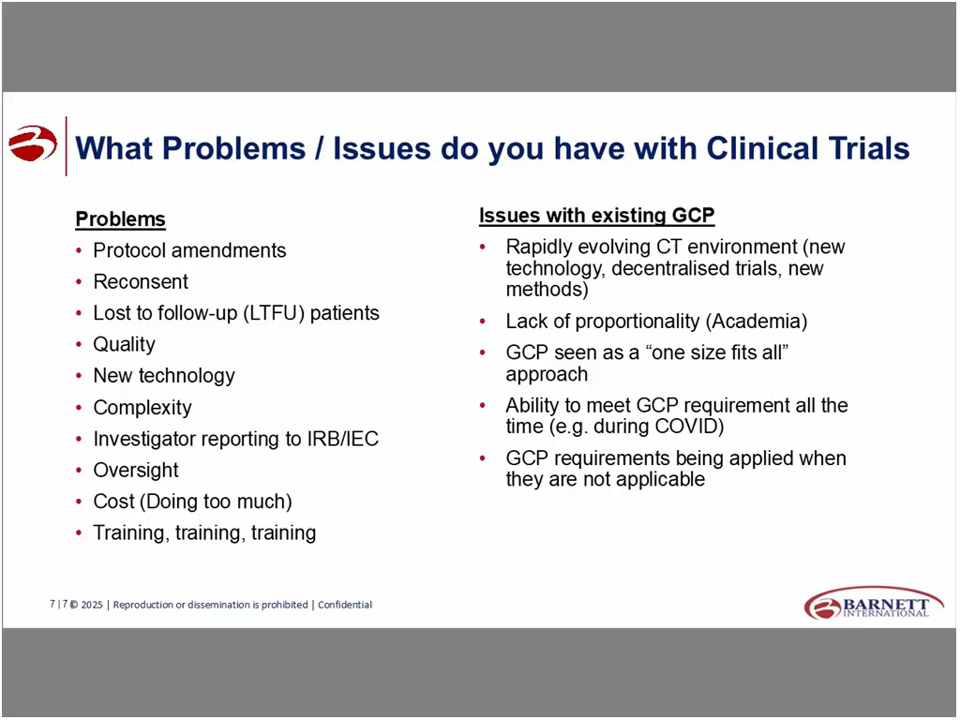 What Problems / Issues do you have with Clinical Trials
Problems
• Protocol amendments
• Reconsent
• Lost to follow-up (LTFU) patients
• Quality
• New technology
• Complexity
• Investigator reporting to IRB/IEC
• Oversight
• Cost (Doing too much)
• Training, training, training
Issues with existing GCP
• Rapidly evolving CT environment (new
technology, decentralised trials, new
methods)
• Lack of proportionality (Academia)
• GCP seen as a “one size fits all”
approach
• Ability to meet GCP requirement all the
time (e.g. during COVID)
• GCP requirements being applied when
they are not applicable
7 | 7 © 2025 | Reproduction or dissemination is prohibited | Confidential
BARNETT
INTERNATIONAL